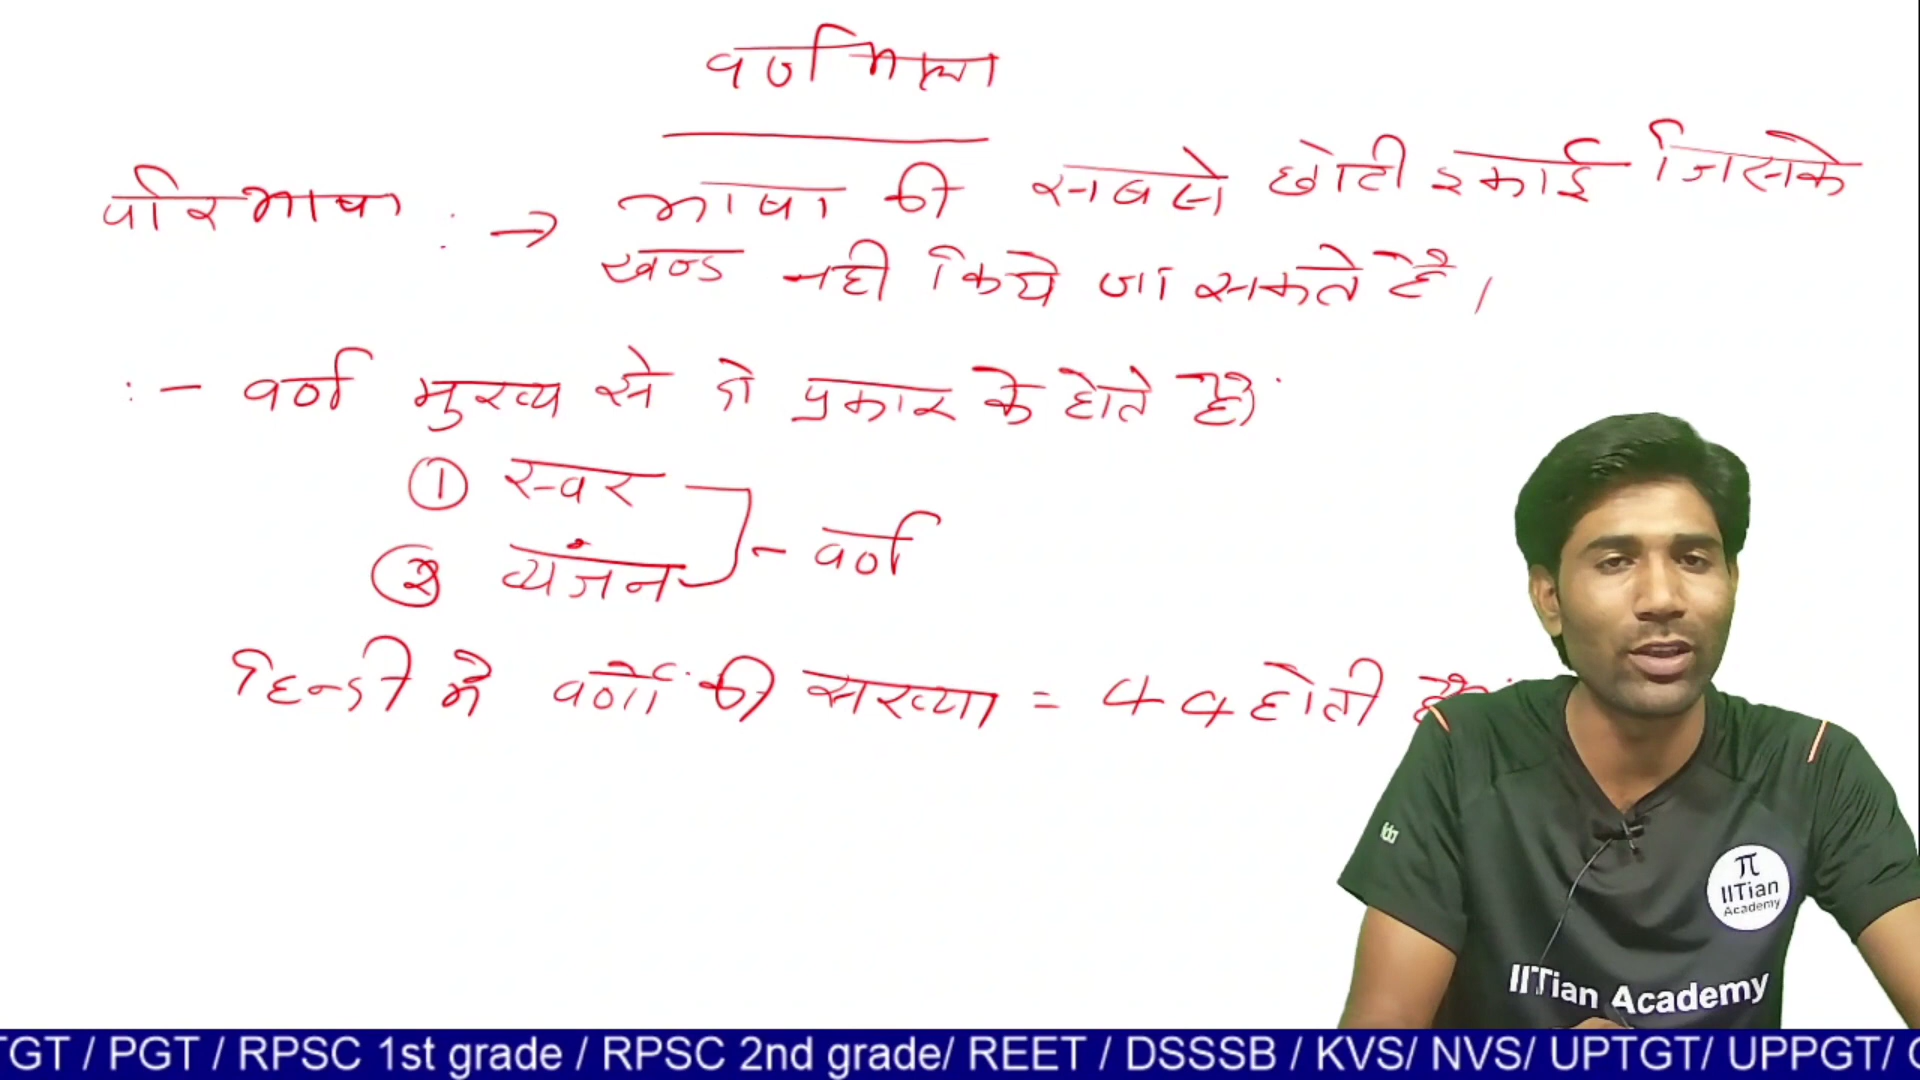 वर्णमाला
परिभाषा :→ भाषा की सबसे छोटी इकाई जिसके
खण्ड नही किये जा सकते है।
:- वर्ण मुख्य से दो प्रकार के होते है।
① स्वर
② व्यंजन - वर्ण
हिन्दी मे वर्णों की सख्या = 44 होती है
π
IITian
Academy
IITian Academy
TGT / PGT / RPSC 1st grade / RPSC 2nd grade/ REET / DSSSB / KVS/ NVS/ UPTGT/ UPPGT/